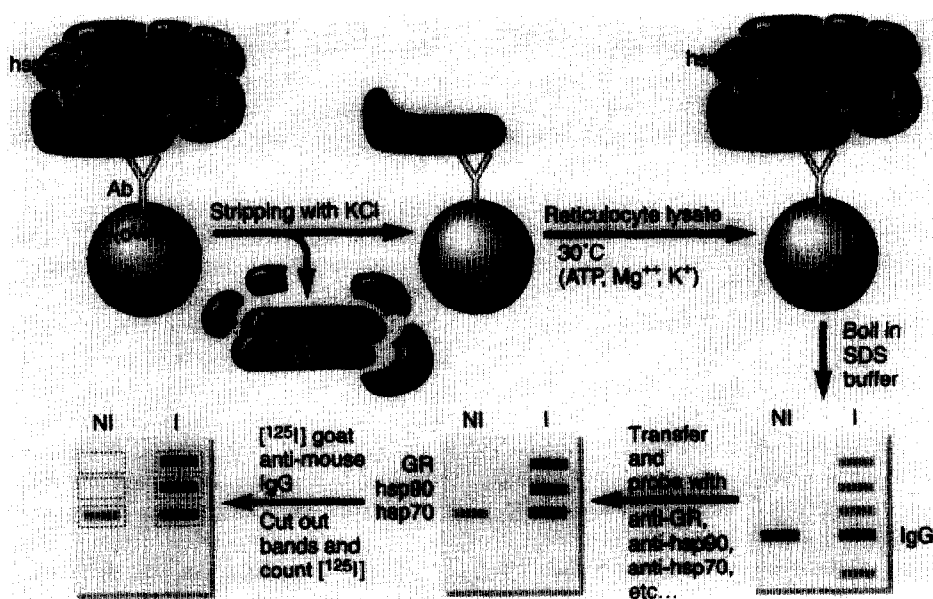 Ab
Stripping with KCl
Reticulocyte lysate
30°C
(ATP, Mg⁺⁺, K⁺)
Boil in
SDS
buffer
NI I
[¹²⁵I] goat
anti-mouse
IgG
Cut out
bands and
count [¹²⁵I]
NI I
GR
hsp90
hsp70
Transfer
and
probe with
anti-GR,
anti-hsp90,
anti-hsp70,
etc...
NI I
IgG